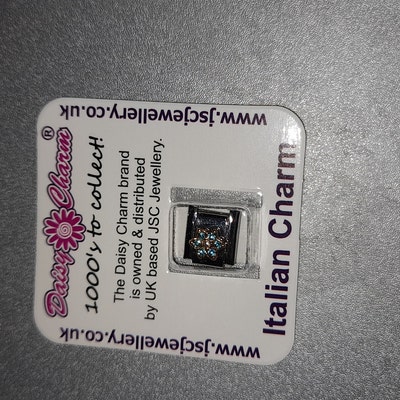 www.jscjewellery.co.uk
Daisy Charm®
1000's to collect!
The Daisy Charm brand
is owned & distributed
by UK based JSC Jewellery.
Italian Charm
www.jscjewellery.co.uk